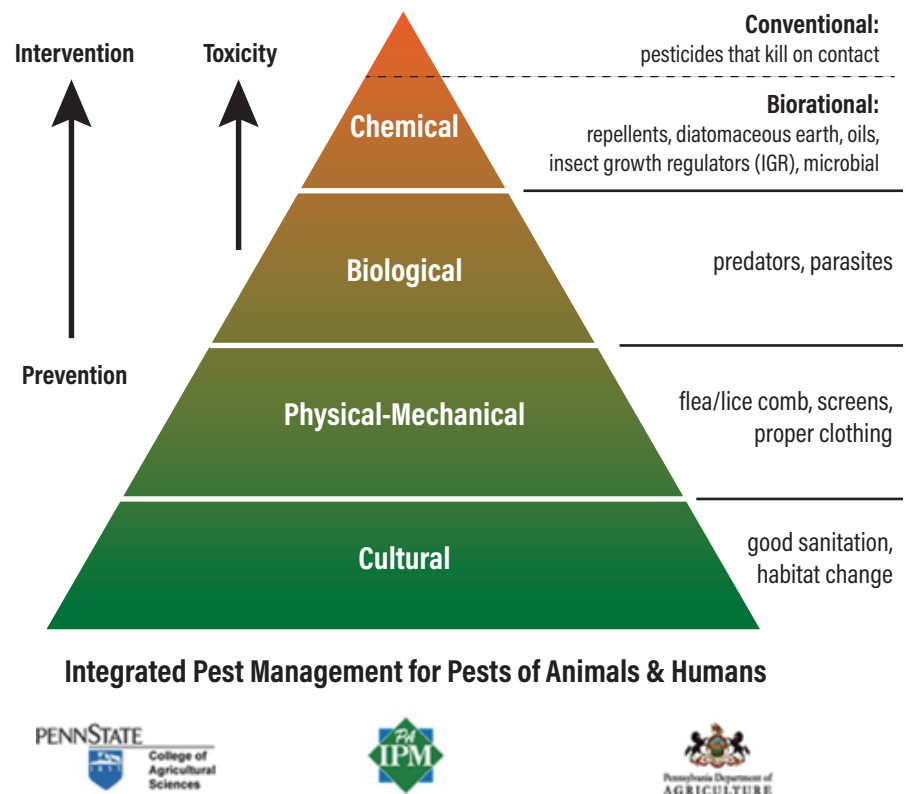 Intervention
Toxicity
Prevention
Conventional:
pesticides that kill on contact
Biorational:
repellents, diatomaceous earth, oils,
insect growth regulators (IGR), microbial
Chemical
Biological
predators, parasites
Physical-Mechanical
flea/lice comb, screens,
proper clothing
Cultural
good sanitation,
habitat change
Integrated Pest Management for Pests of Animals & Humans
PENNSTATE
1855
College of
Agricultural
Sciences
PA
IPM
Pennsylvania Department of
AGRICULTURE